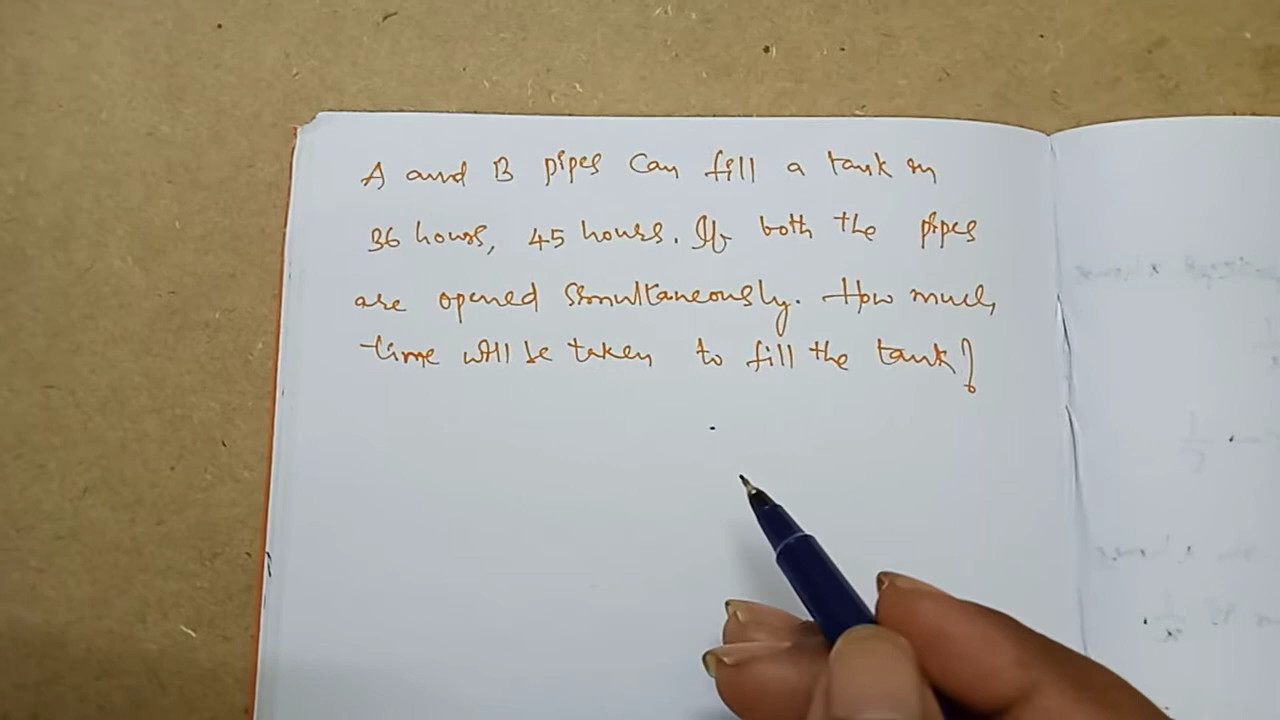 A and B pipes can fill a tank in
36 hours, 45 hours. If both the pipes
are opened simultaneously. How much
time will be taken to fill the tank?